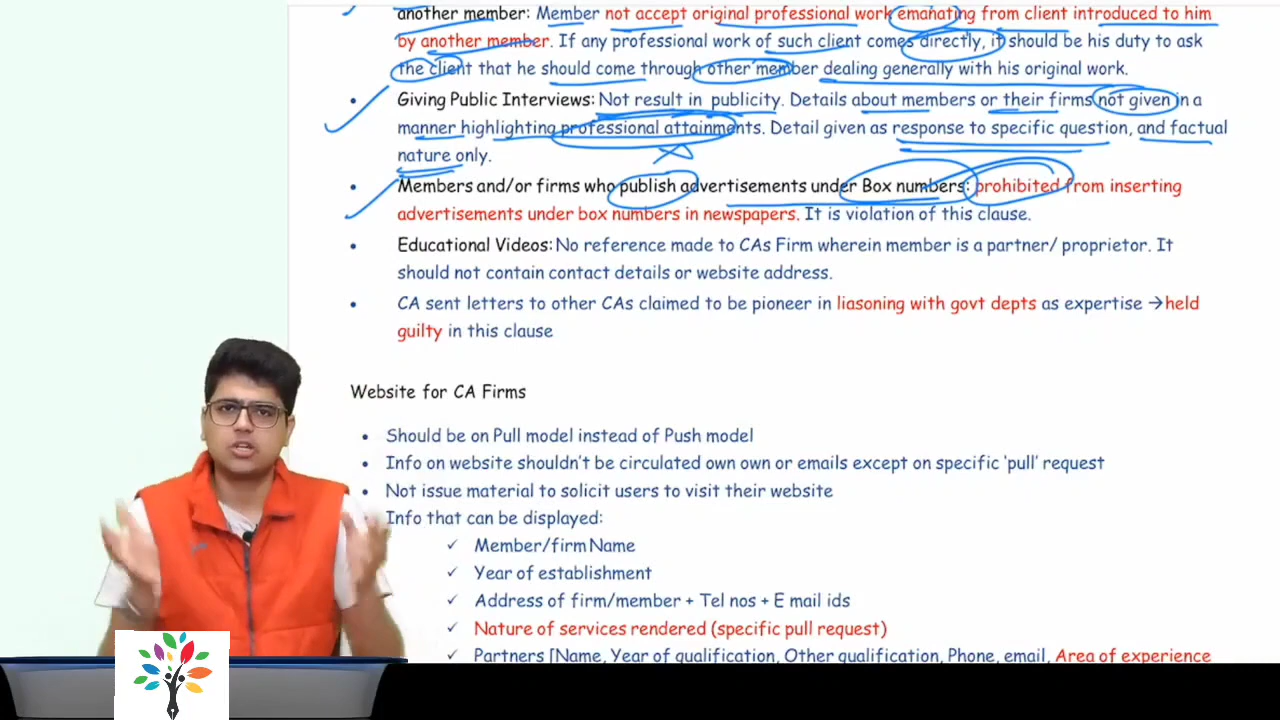 another member: Member not accept original professional work emanating from client introduced to him
by another member. If any professional work of such client comes directly, it should be his duty to ask
the client that he should come through other member dealing generally with his original work.
• Giving Public Interviews: Not result in publicity. Details about members or their firms not given in a
manner highlighting professional attainments. Detail given as response to specific question, and factual
nature only.
• Members and/or firms who publish advertisements under Box numbers: prohibited from inserting
advertisements under box numbers in newspapers. It is violation of this clause.
• Educational Videos: No reference made to CAs Firm wherein member is a partner/ proprietor. It
should not contain contact details or website address.
• CA sent letters to other CAs claimed to be pioneer in liasoning with govt depts as expertise →held
guilty in this clause
Website for CA Firms
• Should be on Pull model instead of Push model
• Info on website shouldn't be circulated own own or emails except on specific 'pull' request
• Not issue material to solicit users to visit their website
Info that can be displayed:
✓ Member/firm Name
✓ Year of establishment
✓ Address of firm/member + Tel nos + E mail ids
✓ Nature of services rendered (specific pull request)
✓ Partners [Name, Year of qualification, Other qualification, Phone, email, Area of experience